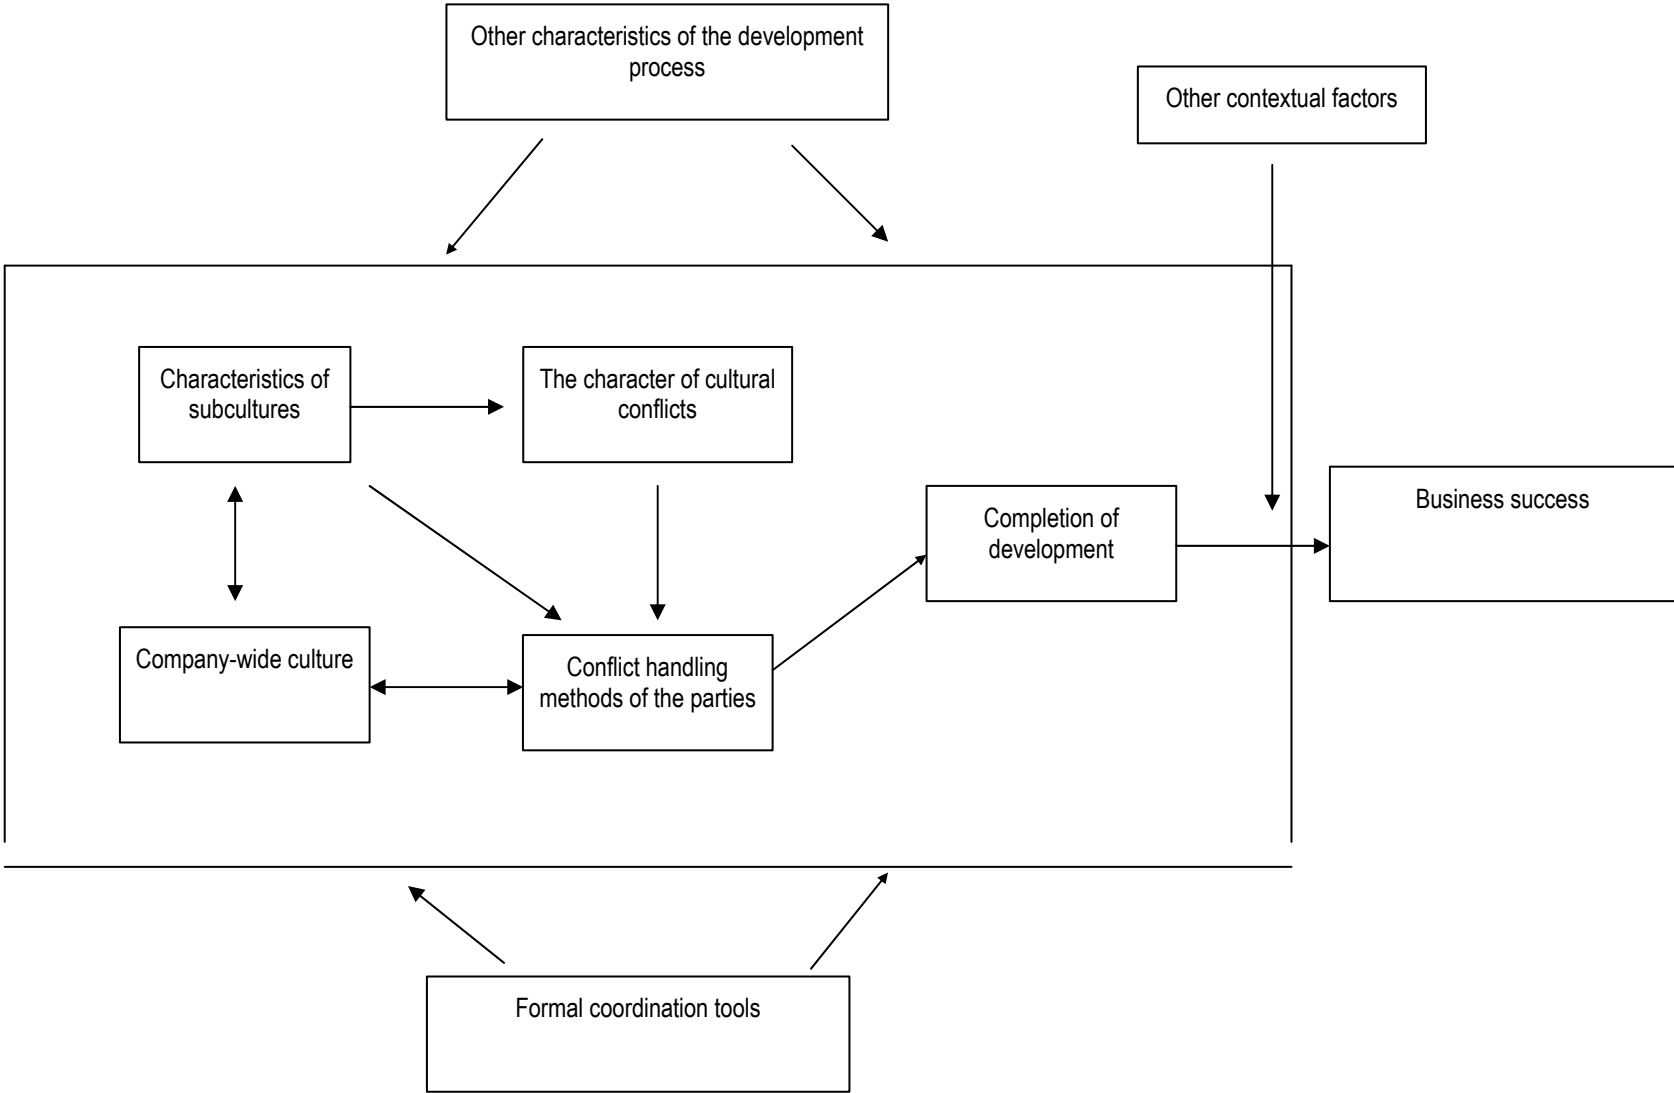 Other characteristics of the development
process
Other contextual factors
Characteristics of
subcultures
The character of cultural
conflicts
Completion of
development
Business success
Company-wide culture
Conflict handling
methods of the parties
Formal coordination tools